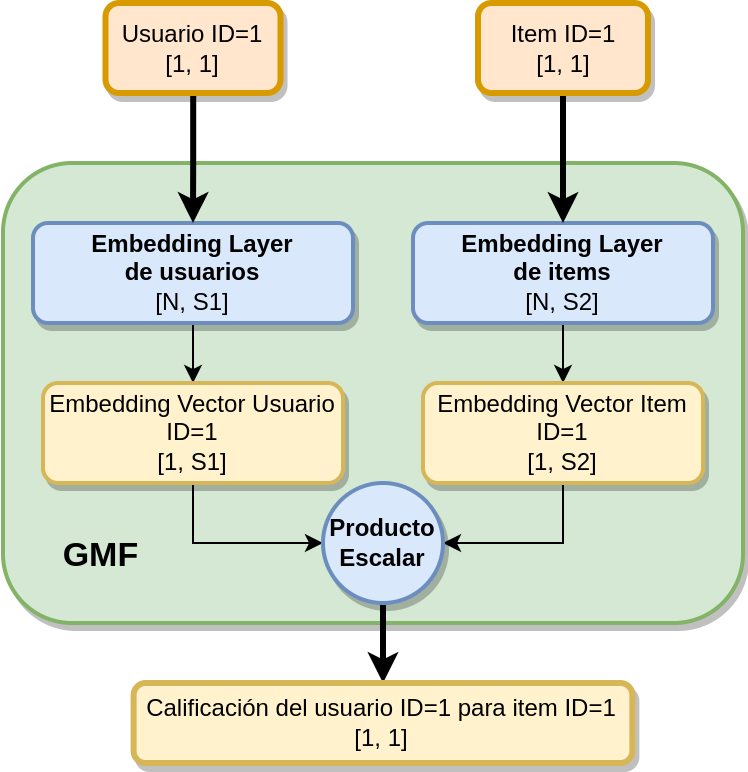 Usuario ID=1
[1, 1]
Item ID=1
[1, 1]
Embedding Layer
de usuarios
[N, S1]
Embedding Layer
de items
[N, S2]
Embedding Vector Usuario
ID=1
[1, S1]
Embedding Vector Item
ID=1
[1, S2]
Producto
Escalar
GMF
Calificación del usuario ID=1 para item ID=1
[1, 1]